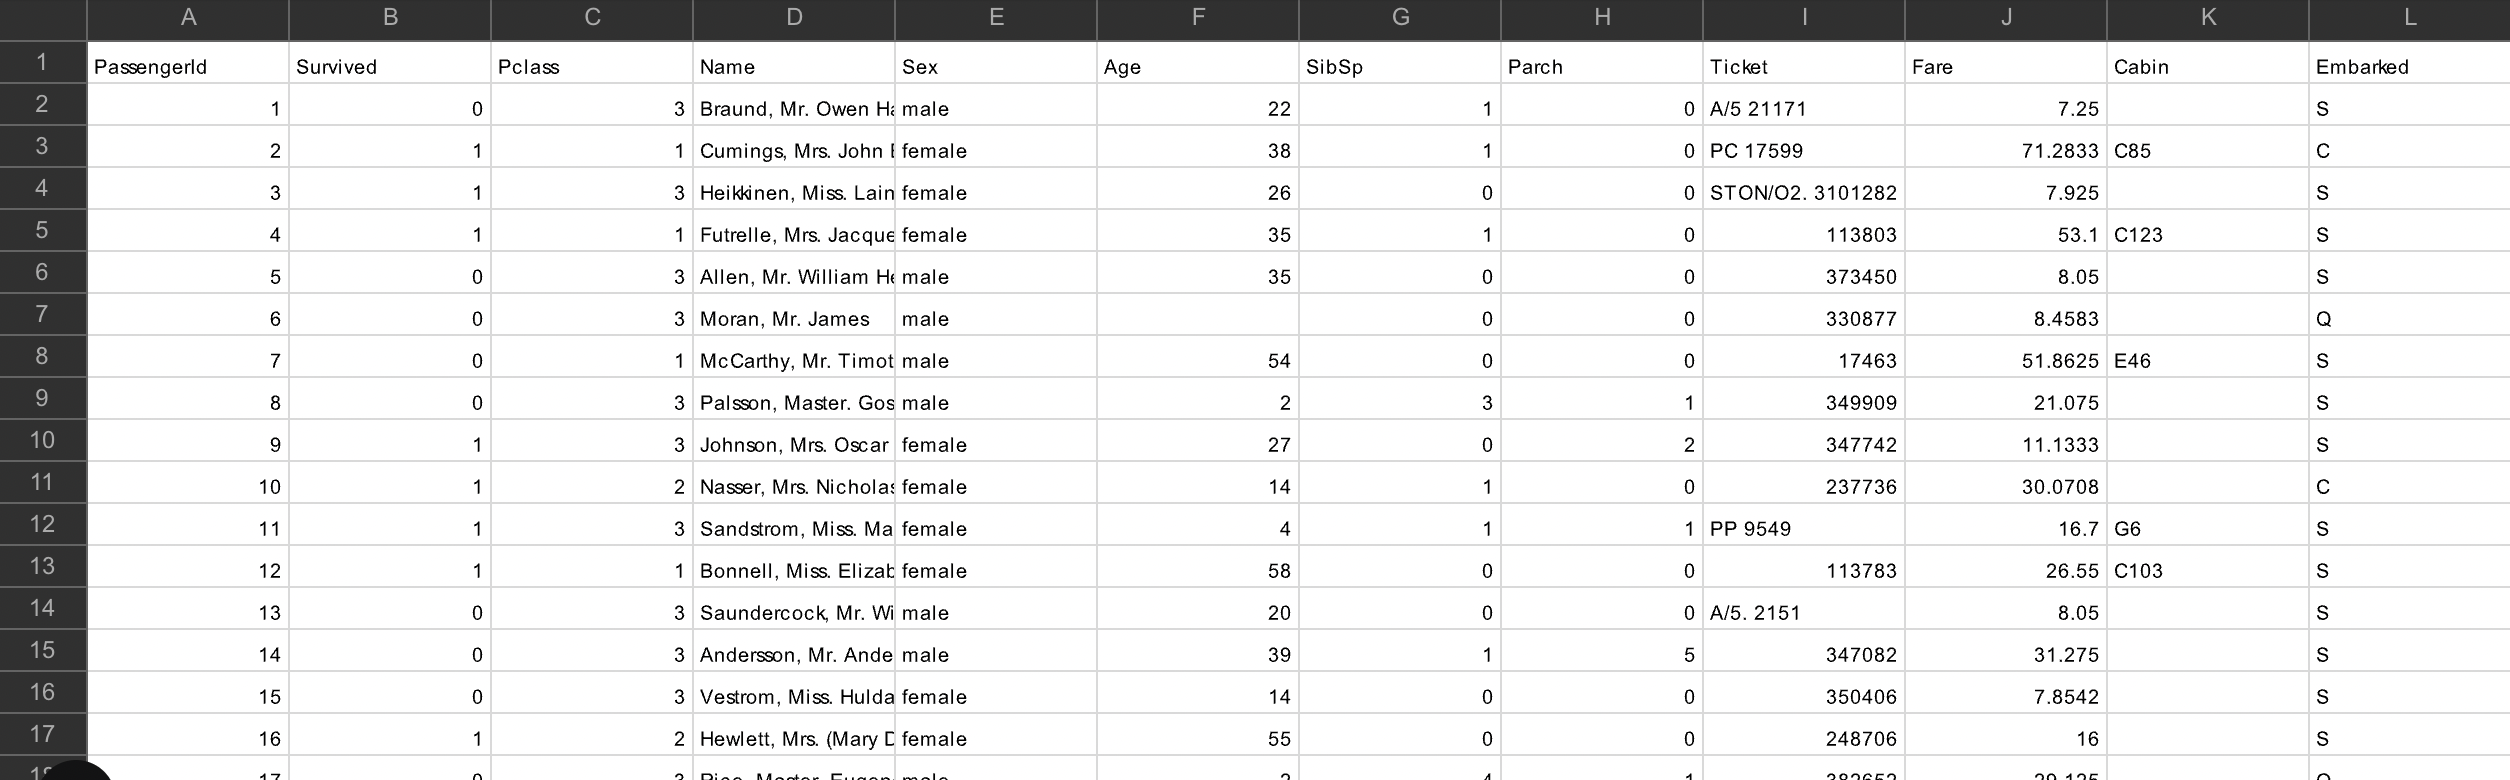 A B C D E F G H I J K L
1 PassengerId Survived Pclass Name Sex Age SibSp Parch Ticket Fare Cabin Embarked
2 1 0 3 Braund, Mr. Owen Ha male 22 1 0 A/5 21171 7.25 S
3 2 1 1 Cumings, Mrs. John female 38 1 0 PC 17599 71.2833 C85 C
4 3 1 3 Heikkinen, Miss. Lain female 26 0 0 STON/O2. 3101282 7.925 S
5 4 1 1 Futrelle, Mrs. Jacque female 35 1 0 113803 53.1 C123 S
6 5 0 3 Allen, Mr. William He male 35 0 0 373450 8.05 S
7 6 0 3 Moran, Mr. James male 0 0 330877 8.4583 Q
8 7 0 1 McCarthy, Mr. Timot male 54 0 0 17463 51.8625 E46 S
9 8 0 3 Palsson, Master. Gos male 2 3 1 349909 21.075 S
10 9 1 3 Johnson, Mrs. Oscar female 27 0 2 347742 11.1333 S
11 10 1 2 Nasser, Mrs. Nicholas female 14 1 0 237736 30.0708 C
12 11 1 3 Sandstrom, Miss. Ma female 4 1 1 PP 9549 16.7 G6 S
13 12 1 1 Bonnell, Miss. Elizab female 58 0 0 113783 26.55 C103 S
14 13 0 3 Saundercock, Mr. Wi male 20 0 0 A/5. 2151 8.05 S
15 14 0 3 Andersson, Mr. Ande male 39 1 5 347082 31.275 S
16 15 0 3 Vestrom, Miss. Hulda female 14 0 0 350406 7.8542 S
17 16 1 2 Hewlett, Mrs. (Mary D female 55 0 0 248706 16 S